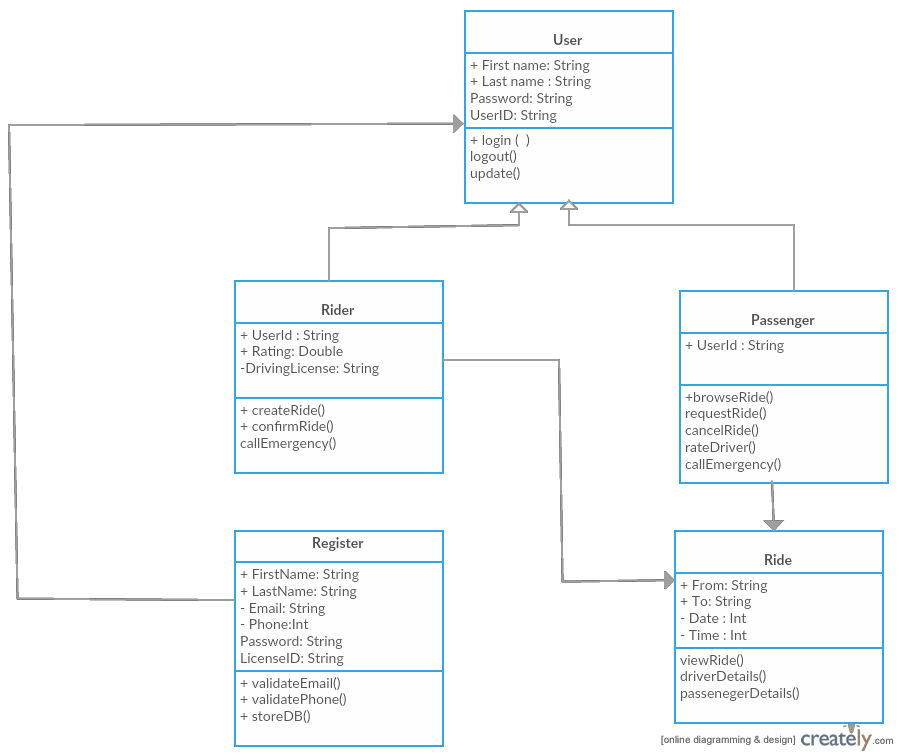 User
+ First name: String
+ Last name : String
Password: String
UserID: String
+ login (  )
logout()
update()
Rider
+ UserId : String
+ Rating: Double
-DrivingLicense: String
+ createRide()
+ confirmRide()
callEmergency()
Passenger
+ UserId : String
+browseRide()
requestRide()
cancelRide()
rateDriver()
callEmergency()
Register
+ FirstName: String
+ LastName: String
- Email: String
- Phone:Int
Password: String
LicenseID: String
+ validateEmail()
+ validatePhone()
+ storeDB()
Ride
+ From: String
+ To: String
- Date : Int
- Time : Int
viewRide()
driverDetails()
passenegerDetails()
[online diagramming & design] creately.com